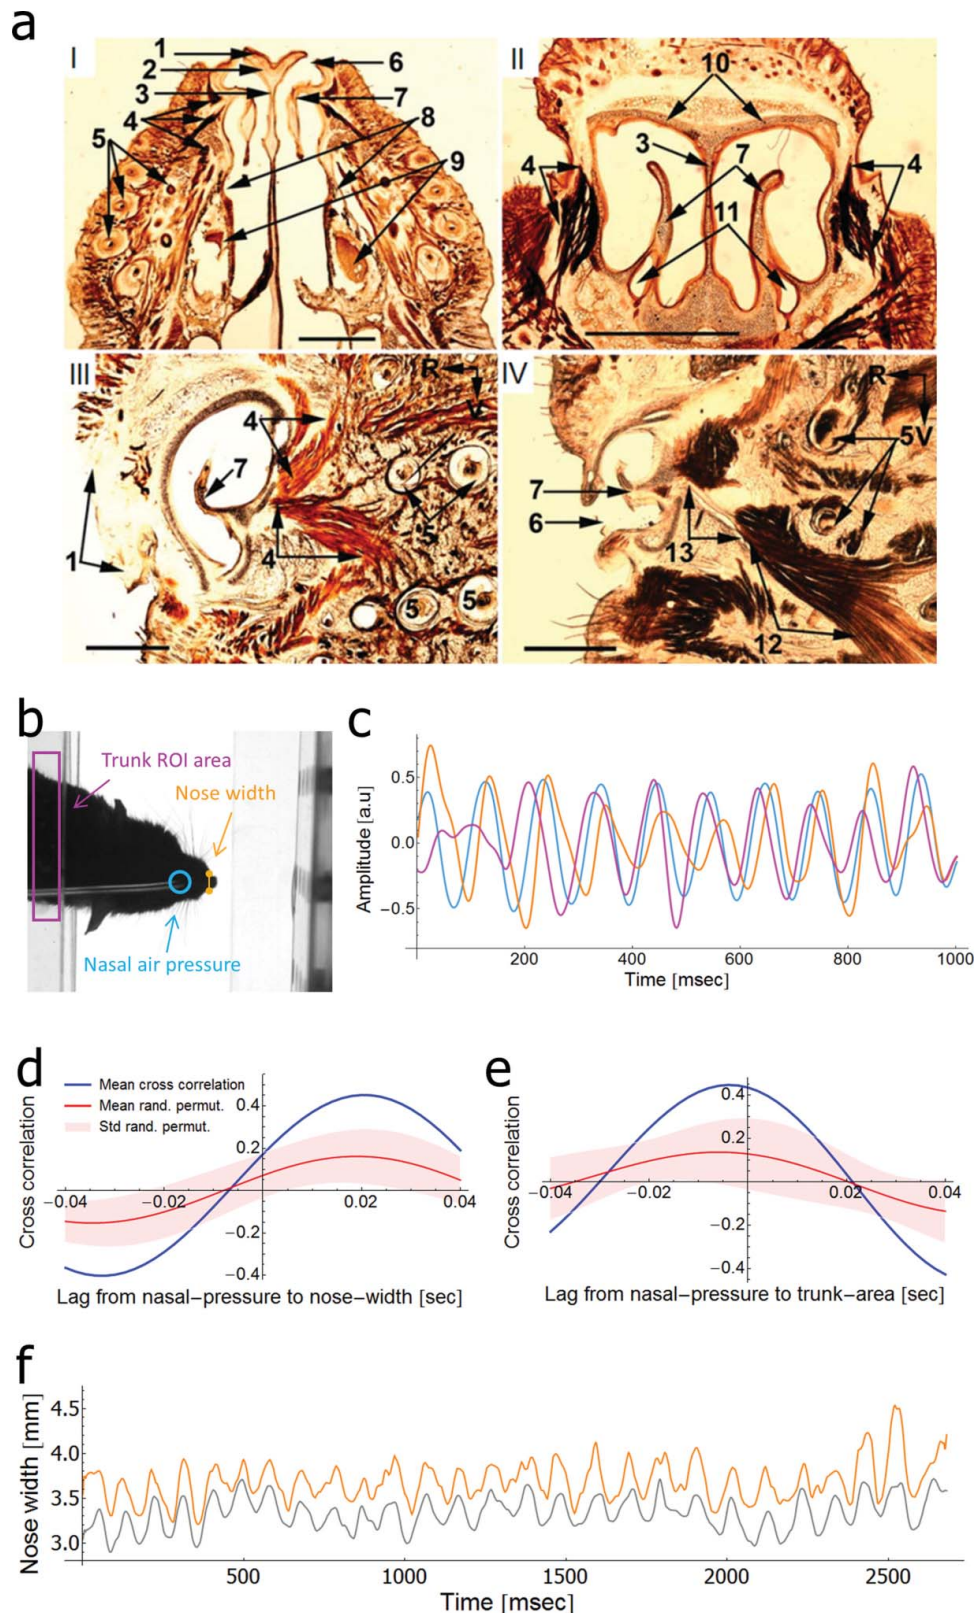 a
I
1
2
3
4
5
6
7
8
9
II
10
3
7
4
4
11
III
R
V
4
7
1
5
4
5
5
IV
R
V
5
7
6
13
12
b
Trunk ROI area
Nose width
Nasal air pressure
c
Amplitude [a.u]
0.5
0.0
−0.5
200
400
600
800
1000
Time [msec]
d
Mean cross correlation
Mean rand. permut.
Std rand. permut.
Cross correlation
0.4
0.2
−0.04
−0.02
0.02
0.04
−0.2
−0.4
Lag from nasal−pressure to nose−width [sec]
e
Cross correlation
0.4
0.2
−0.04
−0.02
0.02
0.04
−0.2
−0.4
Lag from nasal−pressure to trunk−area [sec]
f
Nose width [mm]
4.5
4.0
3.5
3.0
500
1000
1500
2000
2500
Time [msec]